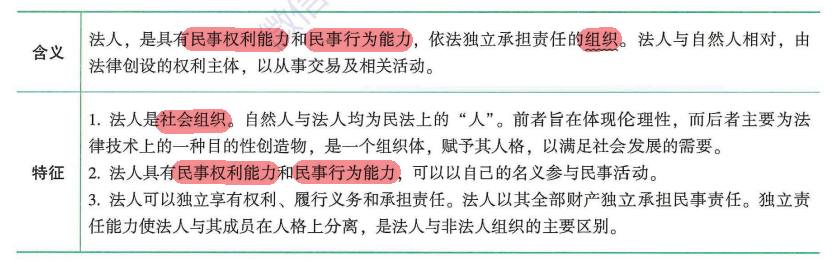 含义
法人，是具有民事权利能力和民事行为能力，依法独立承担责任的组织。法人与自然人相对，由
法律创设的权利主体，以从事交易及相关活动。
特征
1. 法人是社会组织。自然人与法人均为民法上的“人”。前者旨在体现伦理性，而后者主要为法
律技术上的一种目的性创造物，是一个组织体，赋予其人格，以满足社会发展的需要。
2. 法人具有民事权利能力和民事行为能力，可以以自己的名义参与民事活动。
3. 法人可以独立享有权利、履行义务和承担责任。法人以其全部财产独立承担民事责任。独立责
任能力使法人与其成员在人格上分离，是法人与非法人组织的主要区别。